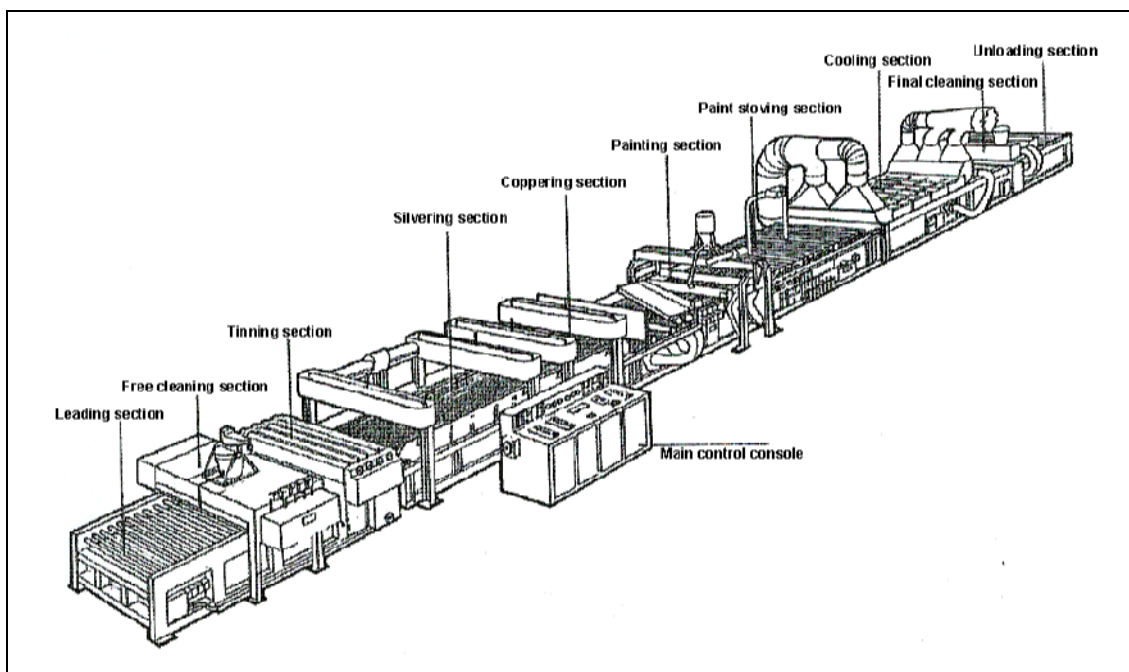 Unloading section
Cooling section
Final cleaning section
Paint stoving section
Painting section
Coppering section
Silvering section
Tinning section
Free cleaning section
Leading section
Main control console